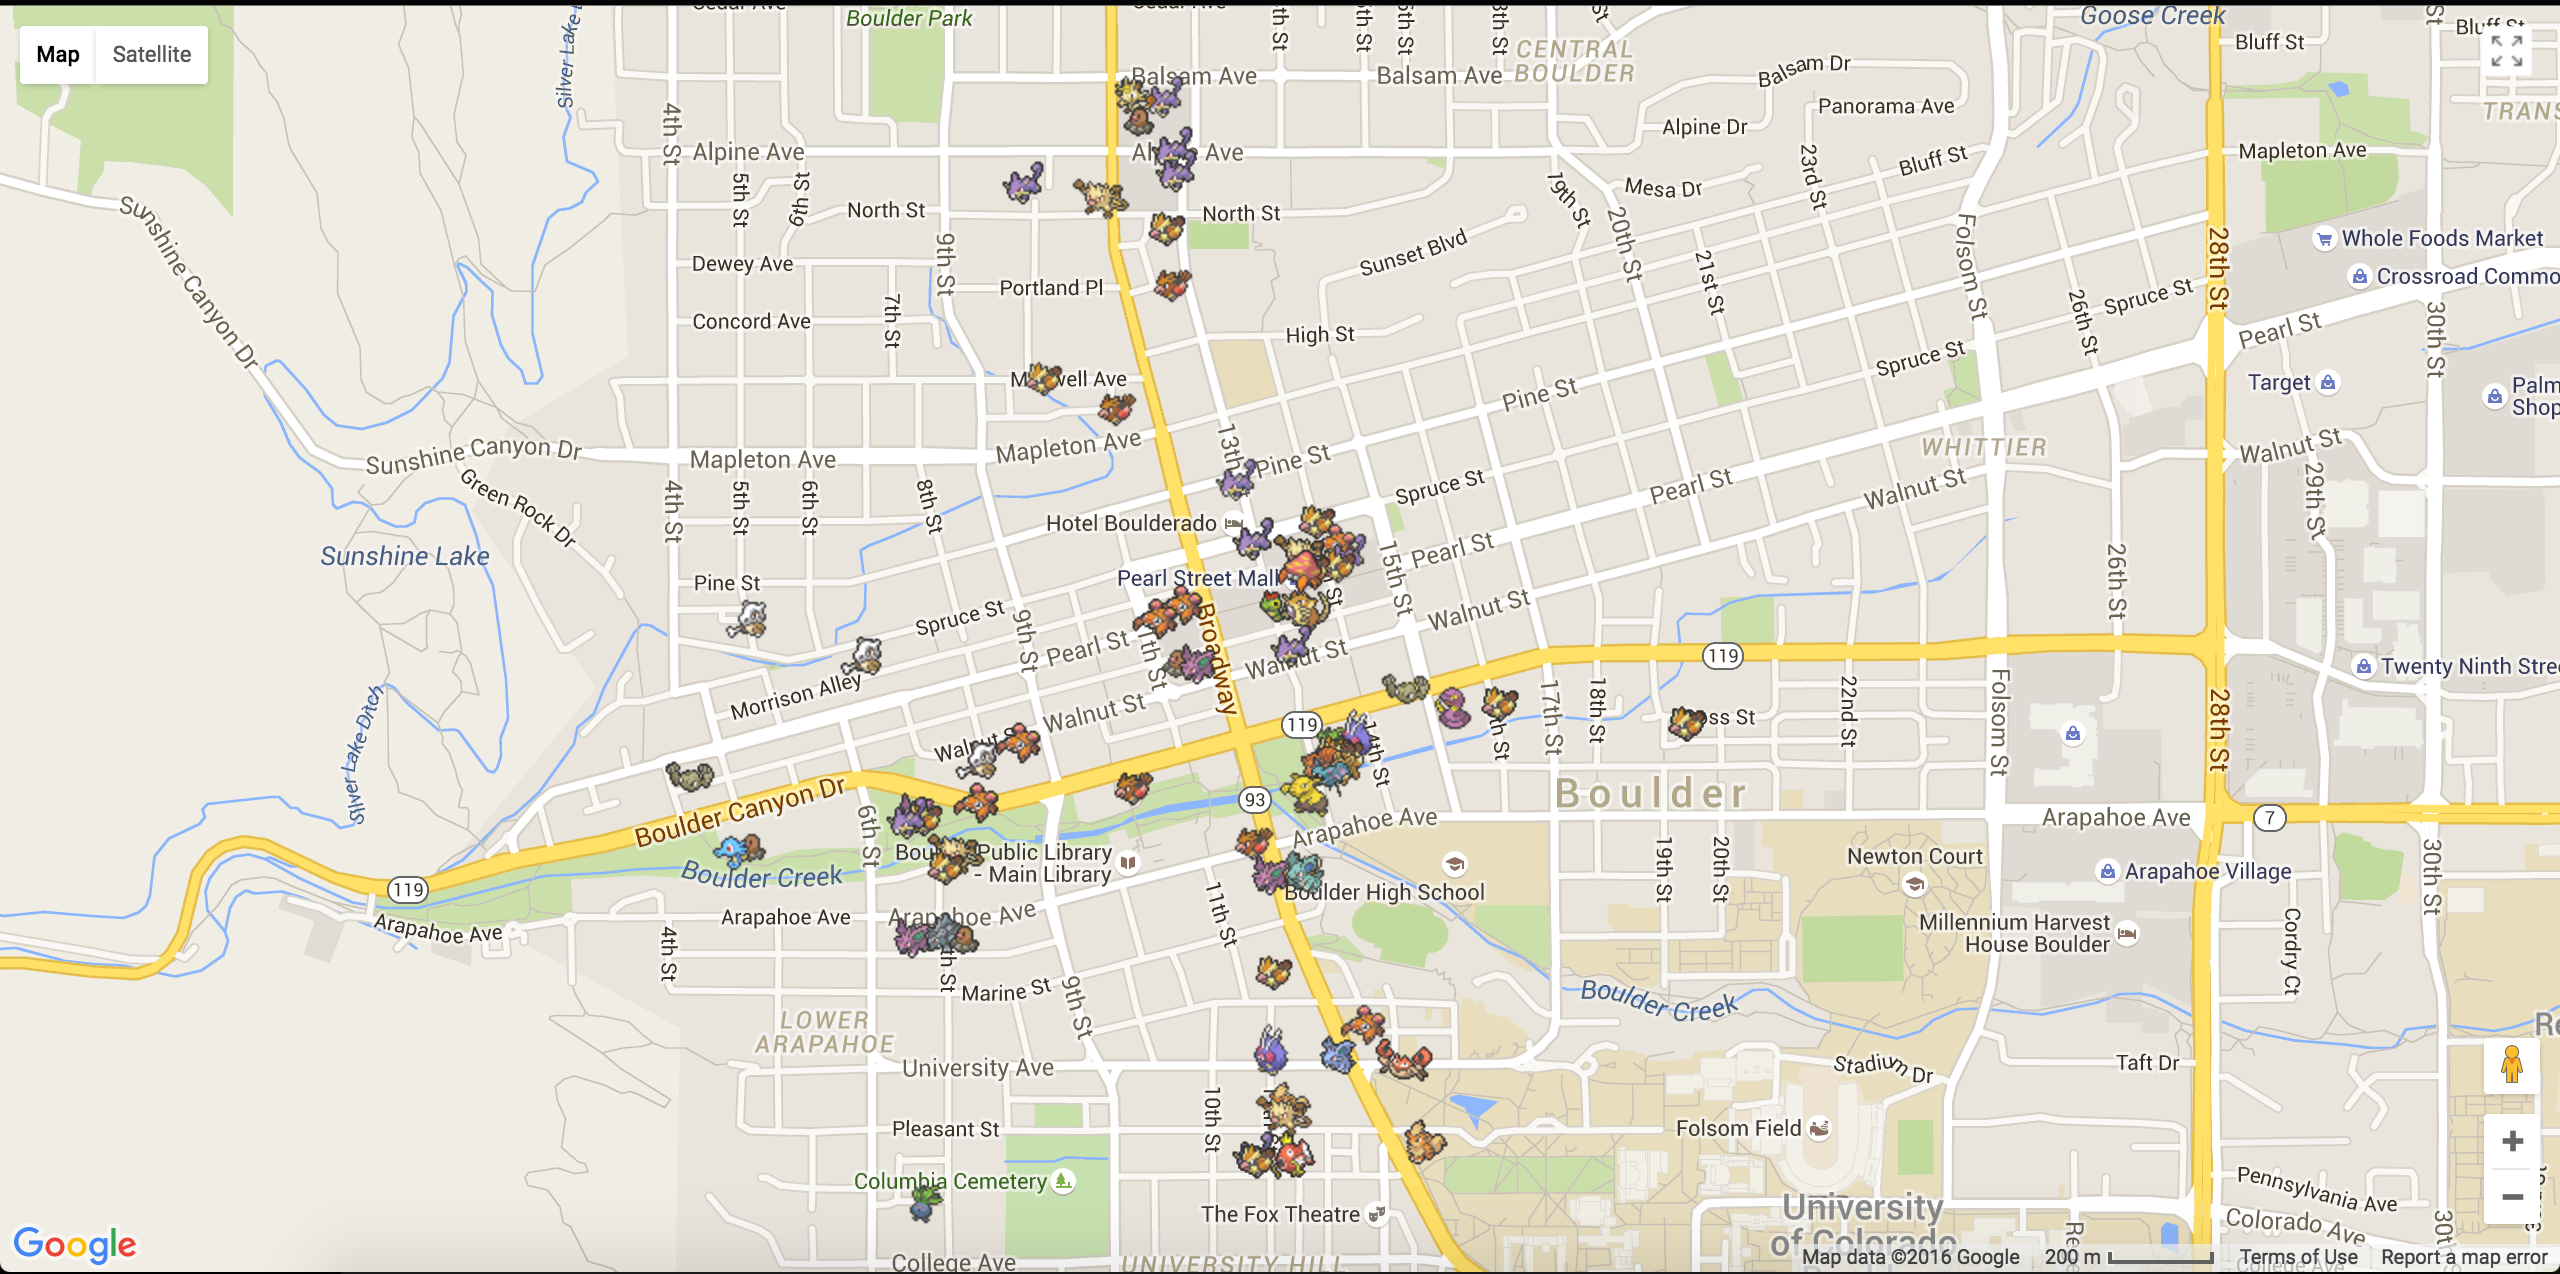 Map
Satellite
Boulder Park
Goose Creek
Bluff St
Silver Lake
4th St
Balsam Ave
Balsam Ave
CENTRAL
BOULDER
Balsam Dr
Panorama Ave
Alpine Dr
Alpine Ave
Ave
Mapleton Ave
5th St
6th St
North St
North St
9th St
Mesa Dr
19th St
20th St
23rd St
Bluff St
Sunshine Canyon Dr
Dewey Ave
Portland Pl
Sunset Blvd
21st St
Folsom St
28th St
Whole Foods Market
Crossroad Commo
Concord Ave
7th St
High St
26th St
Spruce St
Spruce St
Pearl St
30th St
Target
Palm
Shop
Pine St
Sunshine Canyon Dr
Mapleton Ave
Mapleton Ave
13th
Pine St
WHITTIER
Walnut St
29th St
Green Rock Dr
4th St
5th St
6th St
8th St
Spruce St
Pearl St
Walnut St
Hotel Boulderado
Sunshine Lake
Pearl Street Mall
15th St
Pearl St
26th St
Pine St
Spruce St
9th St
Pearl St
11th St
Broadway
Walnut St
Walnut St
119
119
Twenty Ninth Stree
Morrison Alley
Walnut St
17th St
18th St
22nd St
Folsom St
28th St
Silver Lake Ditch
14th St
Boulder
Boulder Canyon Dr
93
Arapahoe Ave
Arapahoe Ave
7
6th St
Public Library
- Main Library
Boulder Creek
Boulder High School
19th St
20th St
Newton Court
Arapahoe Village
30th St
119
Arapahoe Ave
Arapahoe Ave
Arapahoe Ave
11th St
Millennium Harvest
House Boulder
Cordry Ct
4th St
Marine St
9th St
Boulder Creek
LOWER
ARAPAHOE
University Ave
Stadium Dr
Taft Dr
10th St
Pleasant St
Folsom Field
Columbia Cemetery
Pennsylvania Ave
The Fox Theatre
University
of Colorado
Colorado Ave
30th
College Ave
UNIVERSITY HILL
Google
Map data ©2016 Google
200 m
Terms of Use
Report a map error